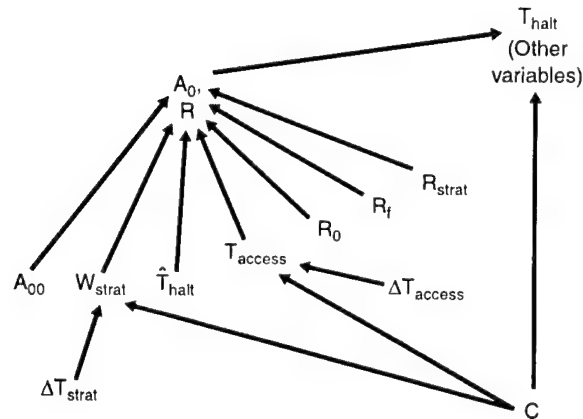 T_halt
(Other
variables)
A_0,
R
R_strat
R_f
R_0
T_access
A_00
W_strat
T̂_halt
ΔT_access
ΔT_strat
C